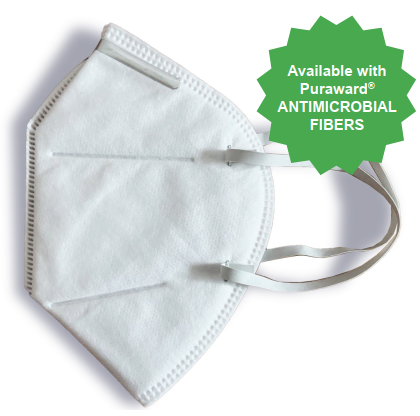 Available with
Puraward®
ANTIMICROBIAL
FIBERS